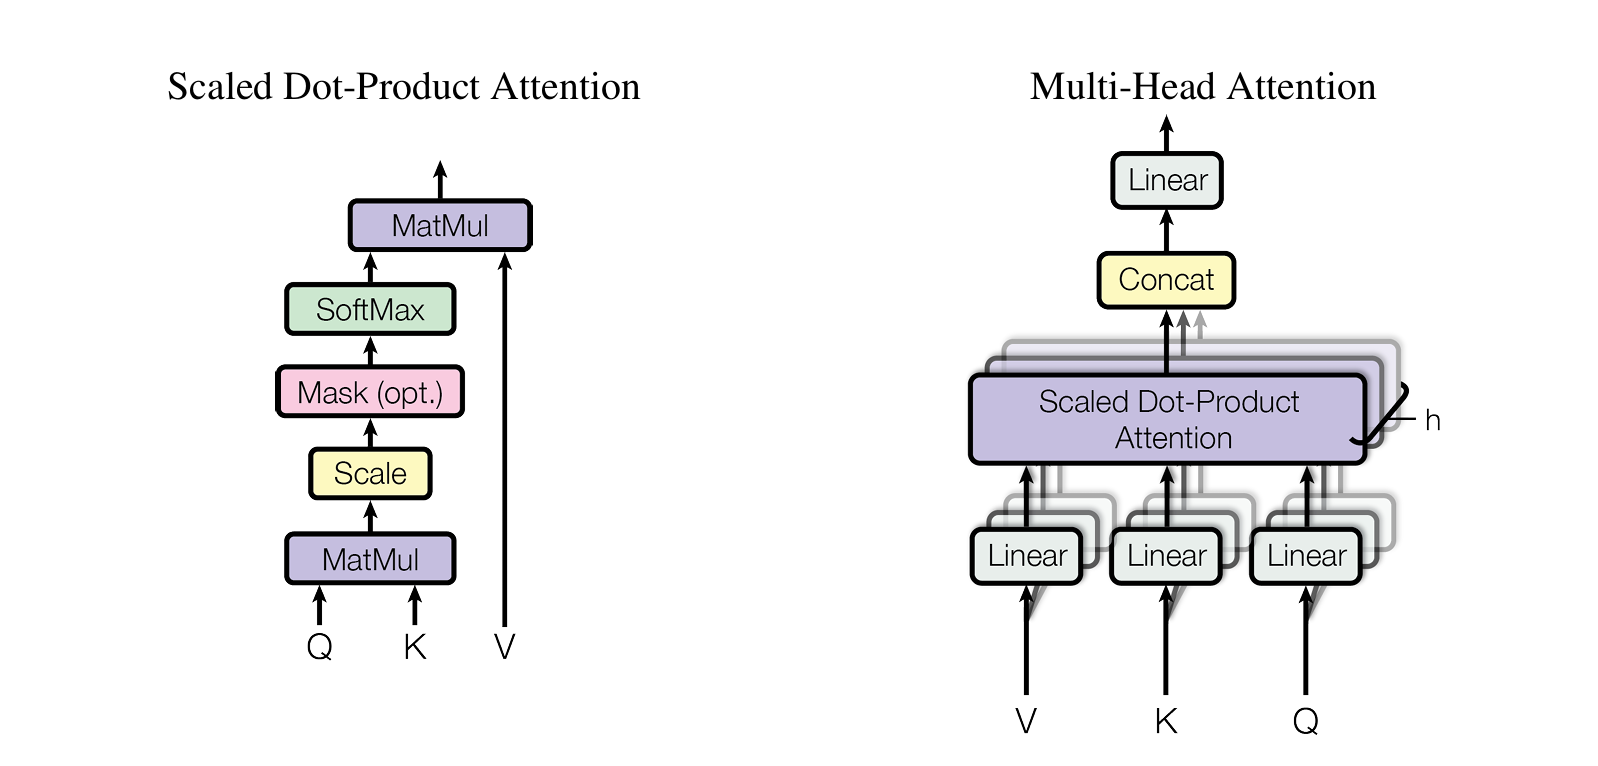 Scaled Dot-Product Attention
MatMul
SoftMax
Mask (opt.)
Scale
MatMul
Q K V
Multi-Head Attention
Linear
Concat
Scaled Dot-Product
Attention
h
Linear Linear Linear
V K Q